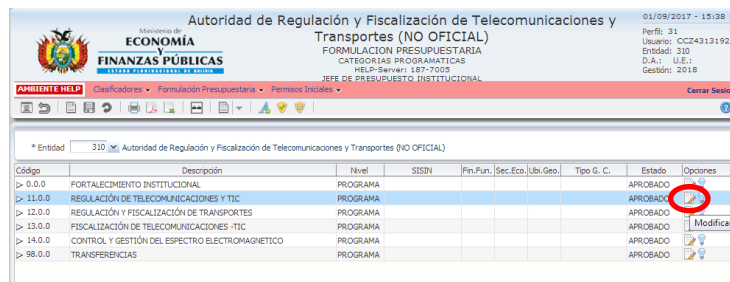 Autoridad de Regulación y Fiscalización de Telecomunicaciones y
Transportes (NO OFICIAL)
FORMULACION PRESUPUESTARIA
CATEGORIAS PROGRAMATICAS
HELP-Server: 187-7005
JEFE DE PRESUPUESTO INSTITUCIONAL
Ministerio de
ECONOMÍA
Y
FINANZAS PÚBLICAS
ESTADO PLURINACIONAL DE BOLIVIA
01/09/2017 - 15:38
Perfil: 31
Usuario: CCZ4313192
Entidad: 310
D.A.: U.E.:
Gestión: 2018
AMBIENTE HELP Clasificadores Formulación Presupuestaria Permisos Iniciales Cerrar Sesio
* Entidad 310 Autoridad de Regulación y Fiscalización de Telecomunicaciones y Transportes (NO OFICIAL)
Código Descripción Nivel SISIN Fin.Fun. Sec.Eco. Ubi.Geo. Tipo G. C. Estado Opciones
0.0.0 FORTALECIMIENTO INSTITUCIONAL PROGRAMA APROBADO
11.0.0 REGULACIÓN DE TELECOMUNICACIONES Y TIC PROGRAMA APROBADO
12.0.0 REGULACIÓN Y FISCALIZACIÓN DE TRANSPORTES PROGRAMA APROBADO
13.0.0 FISCALIZACIÓN DE TELECOMUNICACIONES -TIC PROGRAMA APROBADO Modifica
14.0.0 CONTROL Y GESTIÓN DEL ESPECTRO ELECTROMAGNETICO PROGRAMA APROBADO
98.0.0 TRANSFERENCIAS PROGRAMA APROBADO